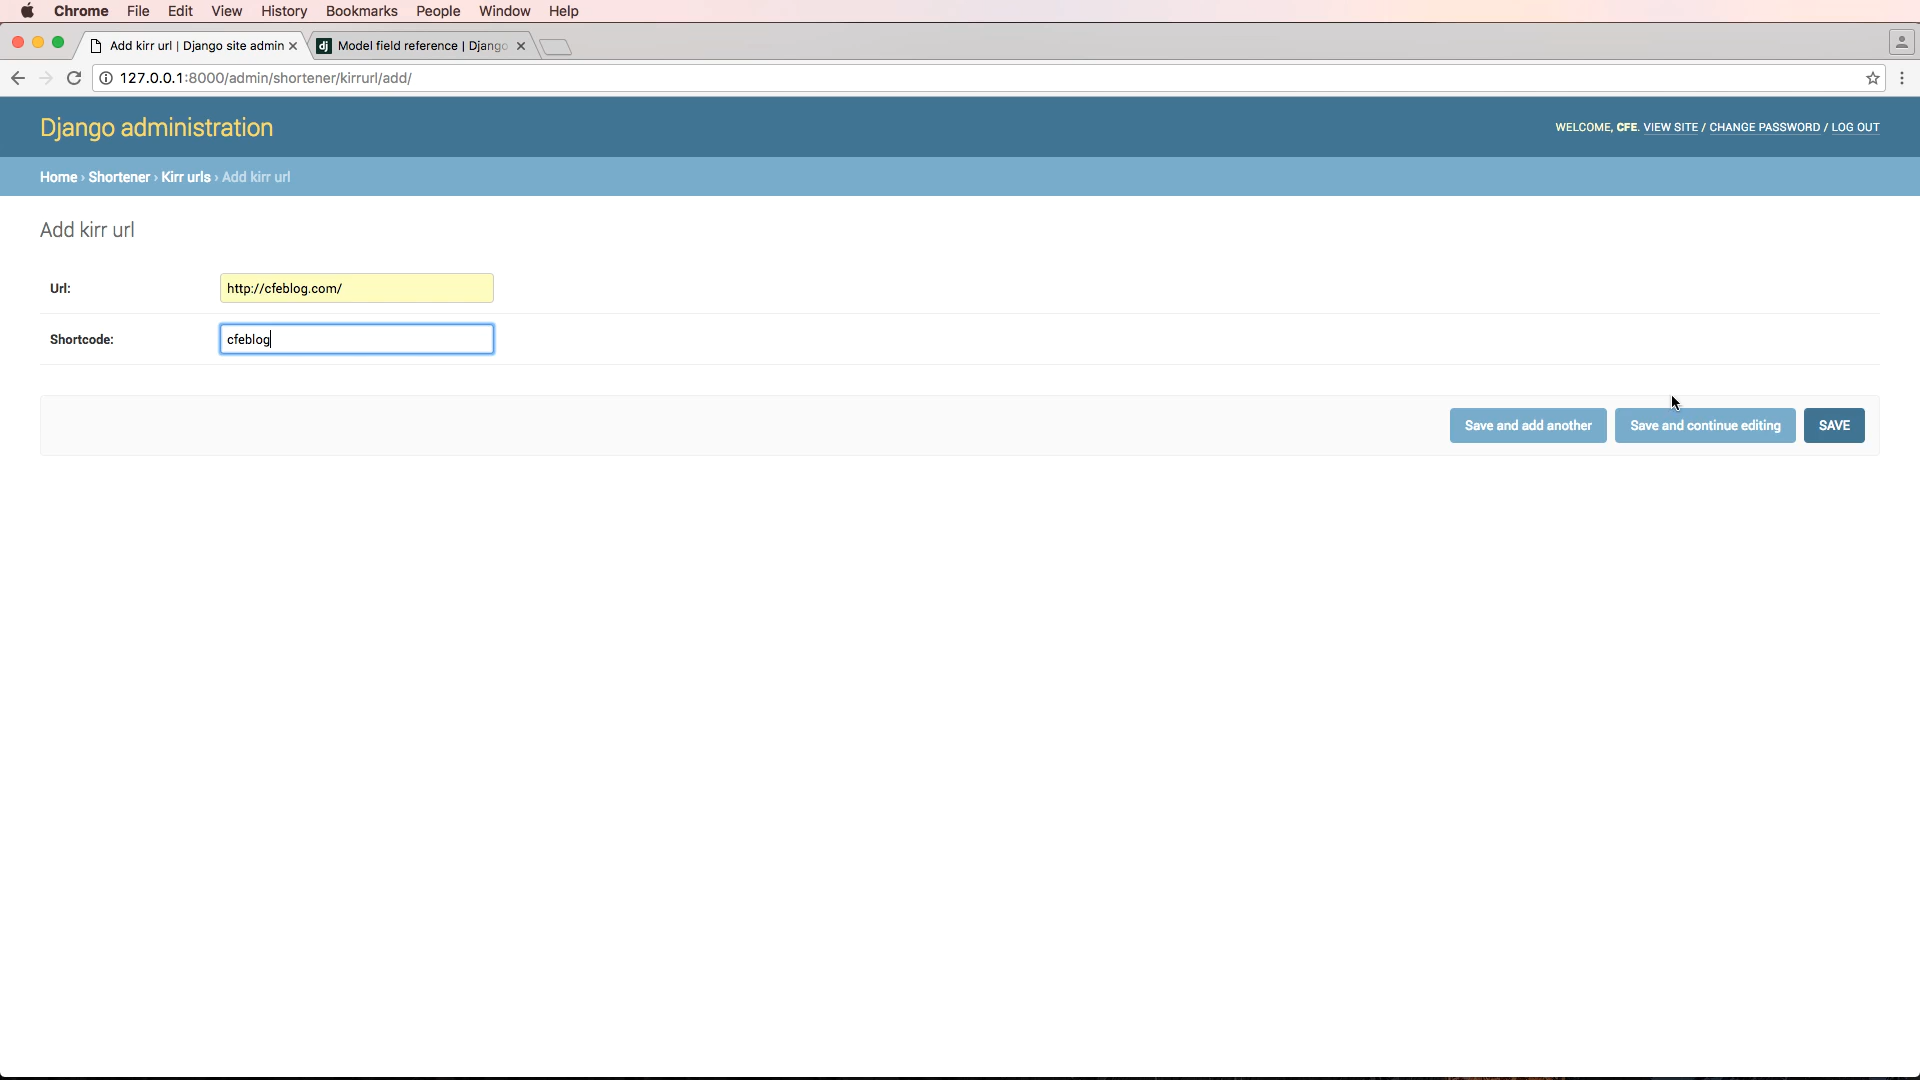 Chrome File Edit View History Bookmarks People Window Help
Add kirr url | Django site admin
Model field reference | Django
127.0.0.1:8000/admin/shortener/kirrurl/add/
Django administration
WELCOME, CFE. VIEW SITE / CHANGE PASSWORD / LOG OUT
Home › Shortener › Kirr urls › Add kirr url
Add kirr url
Url: http://cfeblog.com/
Shortcode: cfeblog
Save and add another Save and continue editing SAVE